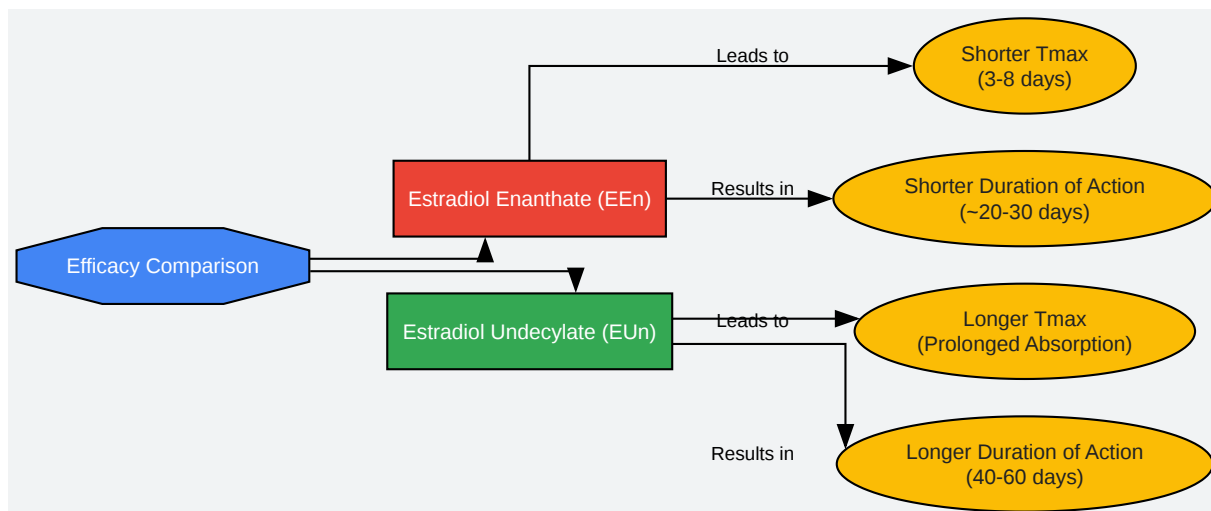 Efficacy Comparison
Estradiol Enanthate (EEn)
Leads to
Shorter Tmax
(3-8 days)
Results in
Shorter Duration of Action
(~20-30 days)
Estradiol Undecylate (EUn)
Leads to
Longer Tmax
(Prolonged Absorption)
Results in
Longer Duration of Action
(40-60 days)